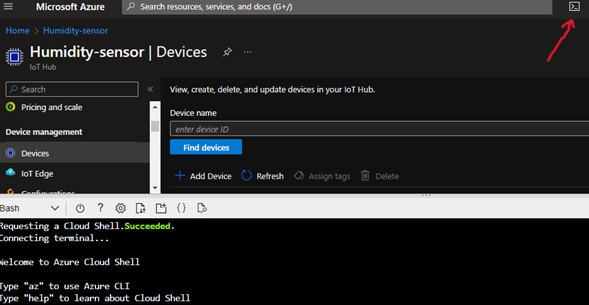 Microsoft Azure
Search resources, services, and docs (G+/)
Home > Humidity-sensor >
Humidity-sensor | Devices
...
IoT Hub
Search
«
Pricing and scale
Device management
Devices
IoT Edge
Configurations
View, create, delete, and update devices in your IoT Hub.
Device name
enter device ID
Find devices
+ Add Device
Refresh
Assign tags
Delete
Bash
?
{}
Requesting a Cloud Shell.Succeeded.
Connecting terminal...
Welcome to Azure Cloud Shell
Type "az" to use Azure CLI
Type "help" to learn about Cloud Shell